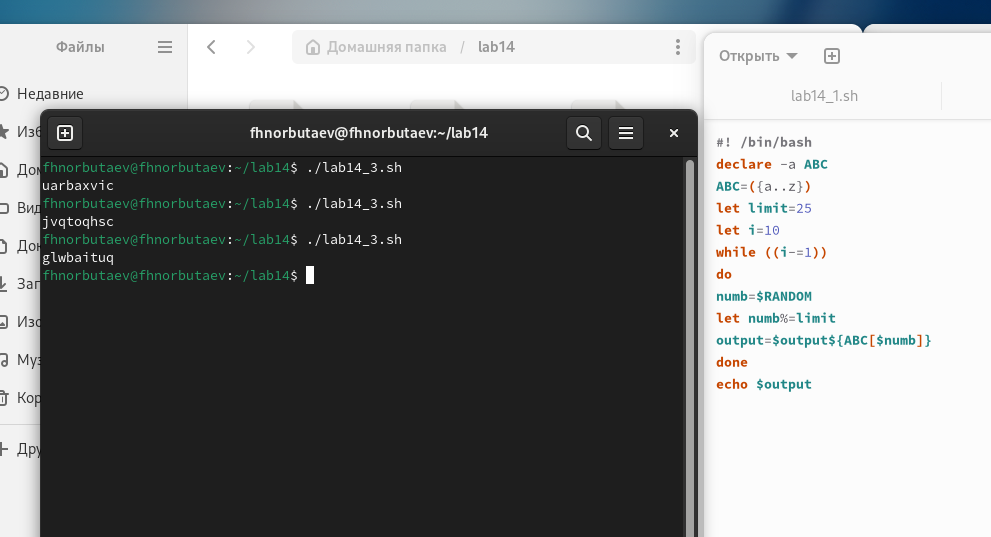 Файлы
Домашняя папка / lab14
Недавние
Открыть
lab14_1.sh
fhnorbutaev@fhnorbutaev:~/lab14
fhnorbutaev@fhnorbutaev:~/lab14$ ./lab14_3.sh
uarbaxvic
fhnorbutaev@fhnorbutaev:~/lab14$ ./lab14_3.sh
jvqtoqhsc
fhnorbutaev@fhnorbutaev:~/lab14$ ./lab14_3.sh
glwbaituq
fhnorbutaev@fhnorbutaev:~/lab14$
#! /bin/bash
declare -a ABC
ABC=({a..z})
let limit=25
let i=10
while ((i-=1))
do
numb=$RANDOM
let numb%=limit
output=$output${ABC[$numb]}
done
echo $output